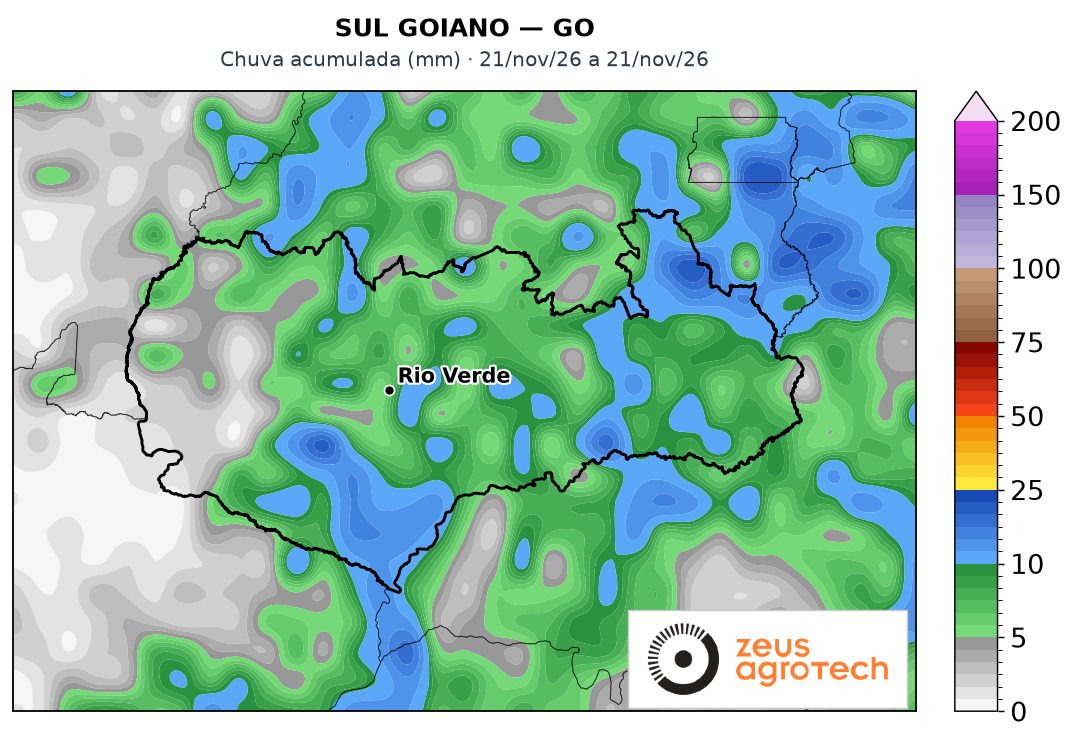 SUL GOIANO — GO
Chuva acumulada (mm) · 21/nov/26 a 21/nov/26
200
150
100
75
50
25
10
5
0
Rio Verde
zeus
agrotech